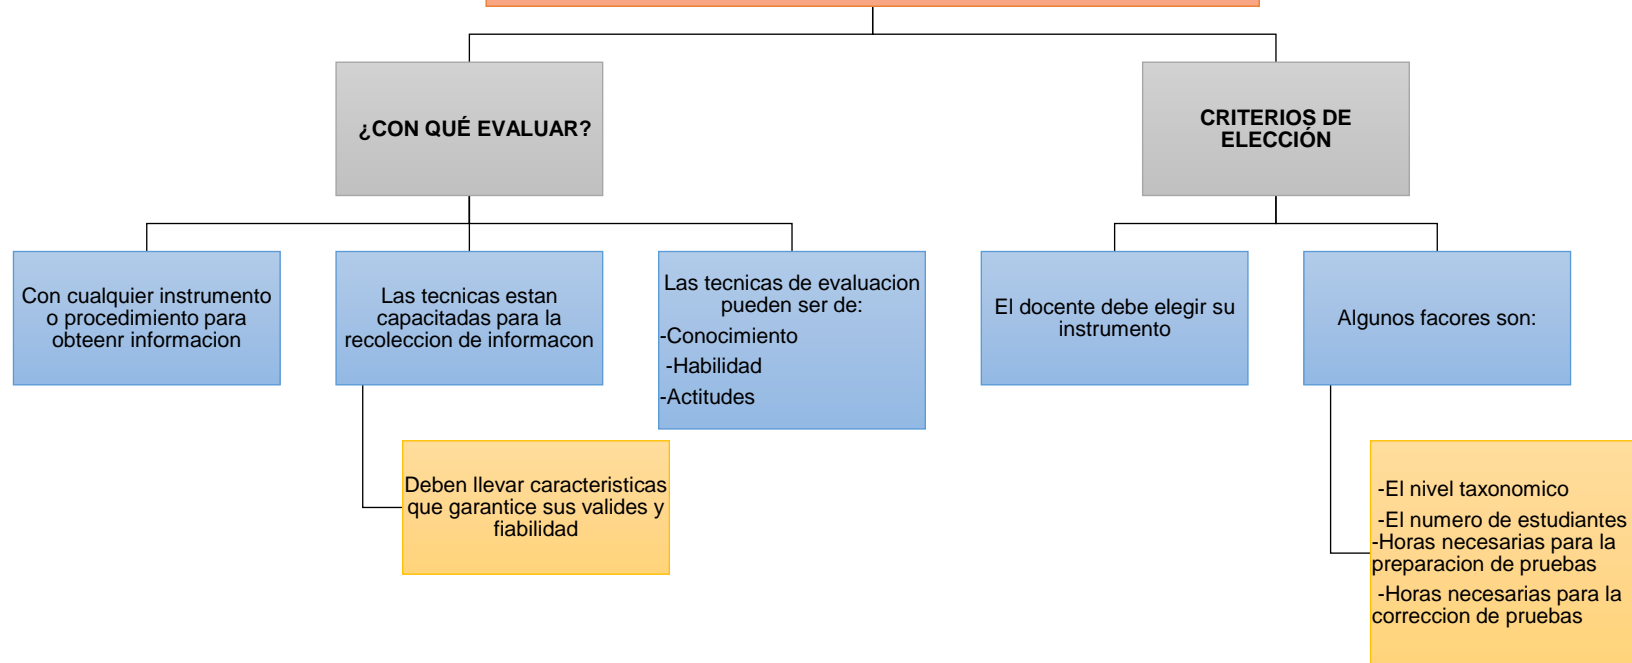 ¿CON QUÉ EVALUAR?
CRITERIOS DE
ELECCIÓN
Con cualquier instrumento
o procedimiento para
obteenr informacion
Las tecnicas estan
capacitadas para la
recoleccion de informacon
Las tecnicas de evaluacion
pueden ser de:
-Conocimiento
-Habilidad
-Actitudes
El docente debe elegir su
instrumento
Algunos facores son:
Deben llevar caracteristicas
que garantice sus valides y
fiabilidad
-El nivel taxonomico
-El numero de estudiantes
-Horas necesarias para la
preparacion de pruebas
-Horas necesarias para la
correccion de pruebas